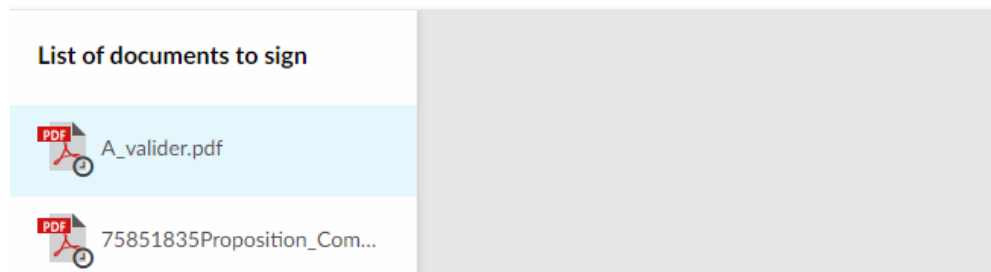 List of documents to sign
PDF
A_valider.pdf
PDF
75851835Proposition_Com...